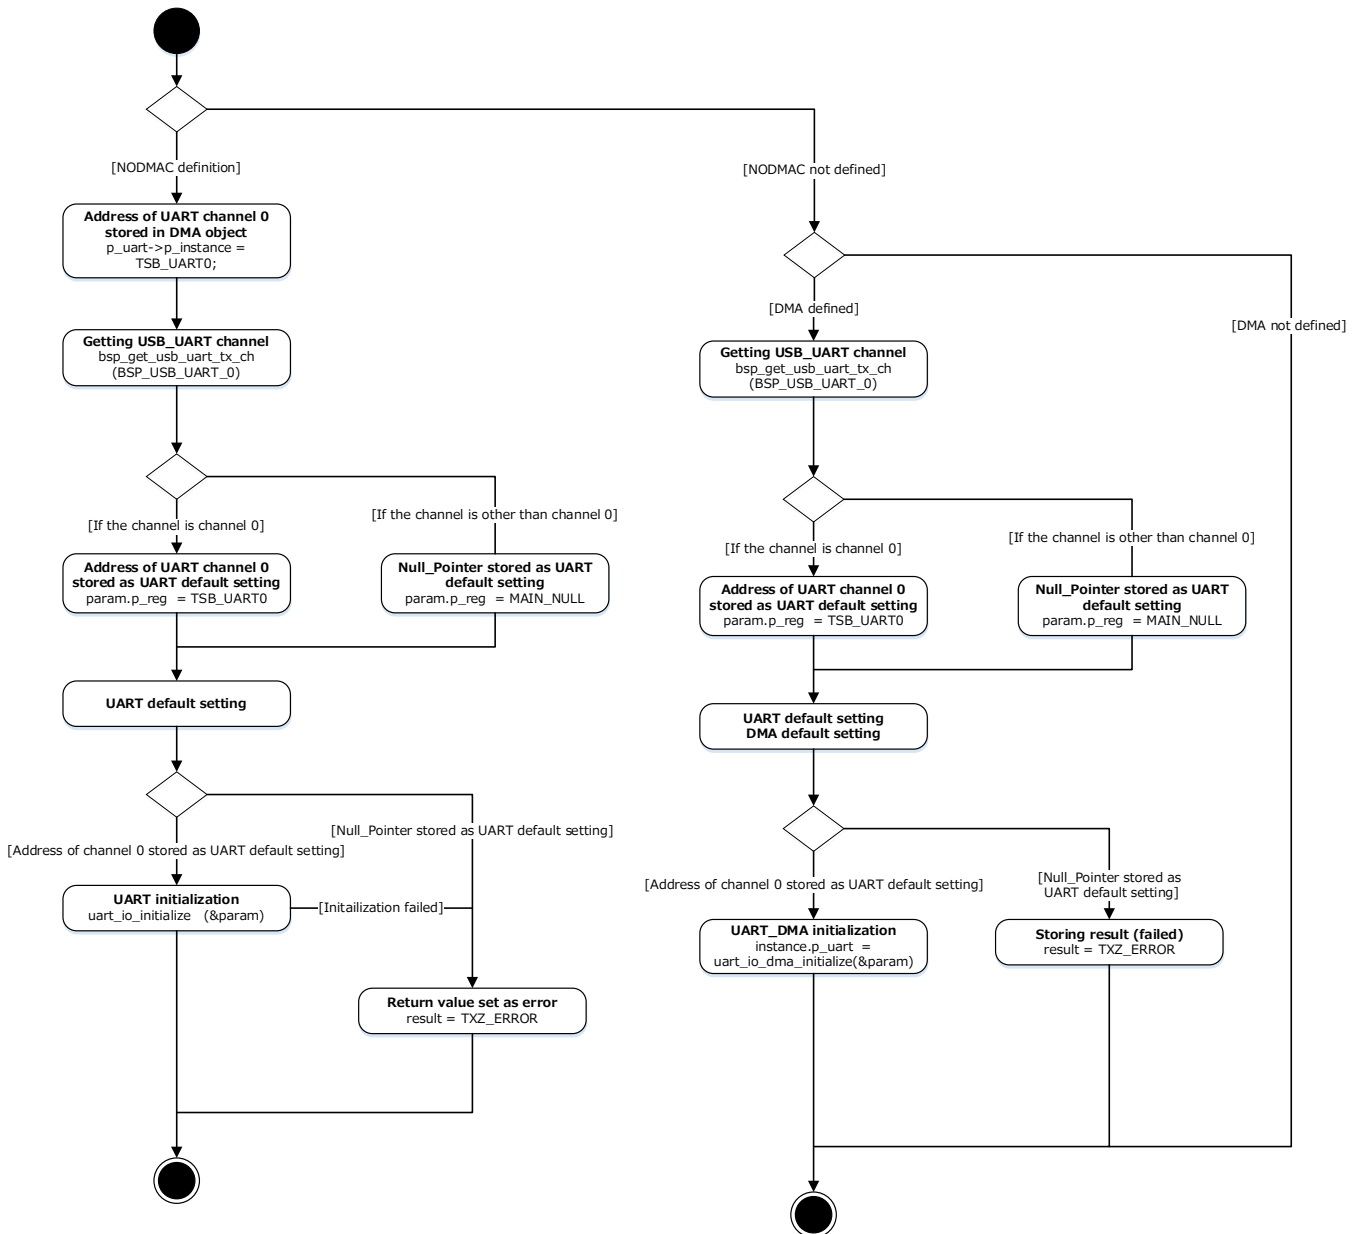 [NODMAC definition]
Address of UART channel 0
stored in DMA object
p_uart->p_instance =
TSB_UART0;
Getting USB_UART channel
bsp_get_usb_uart_tx_ch
(BSP_USB_UART_0)
[If the channel is channel 0]
[If the channel is other than channel 0]
Address of UART channel 0
stored as UART default setting
param.p_reg = TSB_UART0
Null_Pointer stored as UART
default setting
param.p_reg = MAIN_NULL
UART default setting
[Null_Pointer stored as UART default setting]
[Address of channel 0 stored as UART default setting]
UART initialization
uart_io_initialize (&param)
[Initailization failed]
Return value set as error
result = TXZ_ERROR
[NODMAC not defined]
[DMA defined]
[DMA not defined]
Getting USB_UART channel
bsp_get_usb_uart_tx_ch
(BSP_USB_UART_0)
[If the channel is channel 0]
[If the channel is other than channel 0]
Address of UART channel 0
stored as UART default setting
param.p_reg = TSB_UART0
Null_Pointer stored as UART
default setting
param.p_reg = MAIN_NULL
UART default setting
DMA default setting
[Address of channel 0 stored as UART default setting]
[Null_Pointer stored as
UART default setting]
UART_DMA initialization
instance.p_uart =
uart_io_dma_initialize(&param)
Storing result (failed)
result = TXZ_ERROR